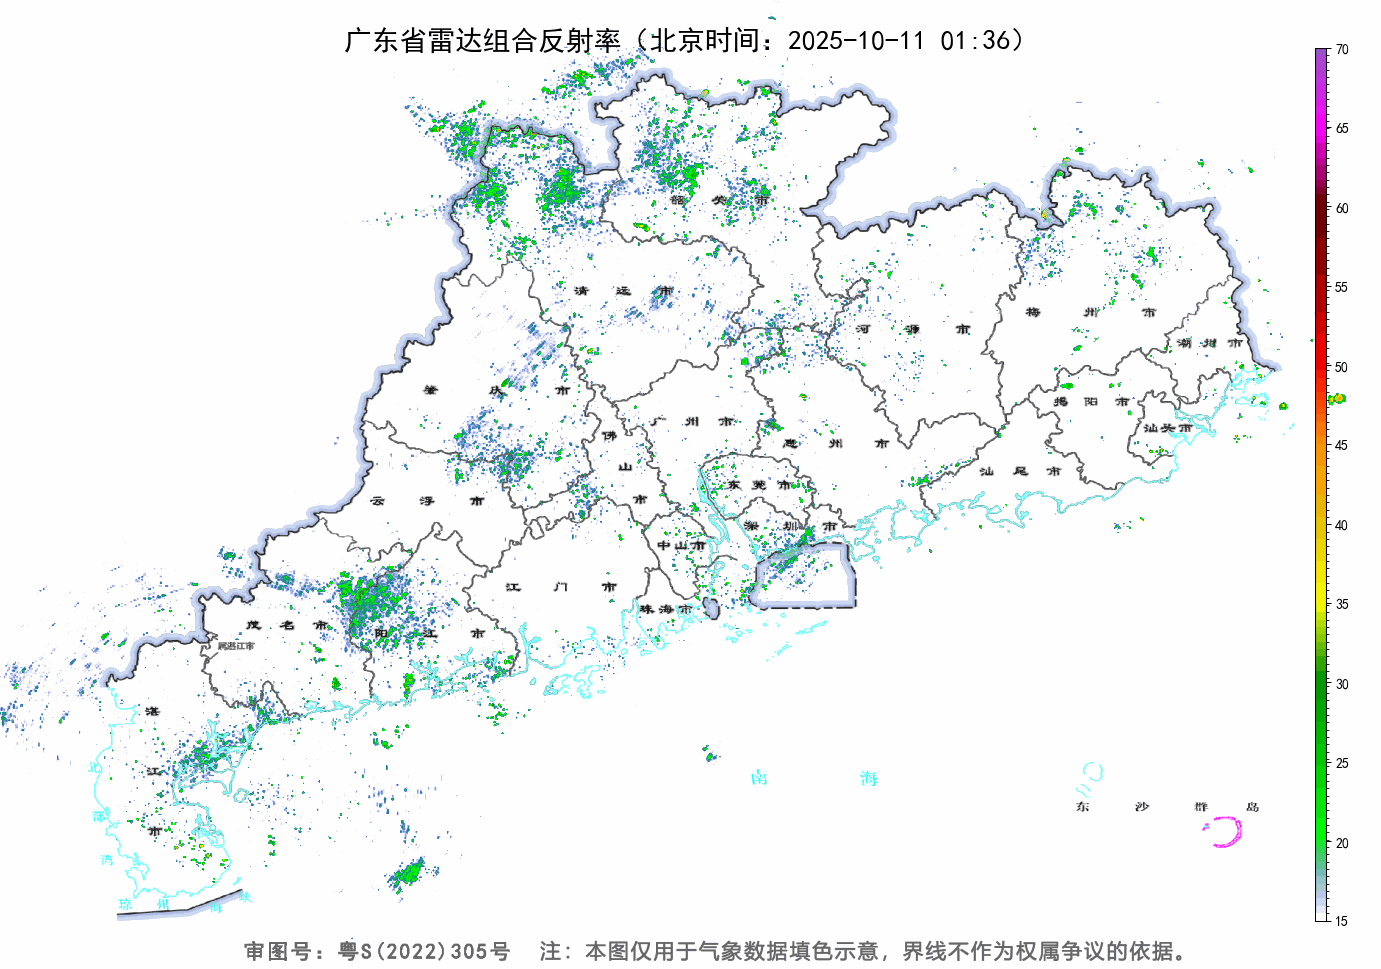 广东省雷达组合反射率（北京时间：2025-10-11 01:36）
70
65
60
55
50
45
40
35
30
25
20
15
韶关市
清远市
河源市
梅州市
潮州市
肇庆市
广州市
佛山市
惠州市
揭阳市
汕头市
汕尾市
云浮市
东莞市
深圳市
中山市
江门市
珠海市
茂名市
阳江市
属湛江市
湛江市
北部湾
南海
东沙群岛
琼州海峡
审图号：粤S(2022)305号 注：本图仅用于气象数据填色示意，界线不作为权属争议的依据。